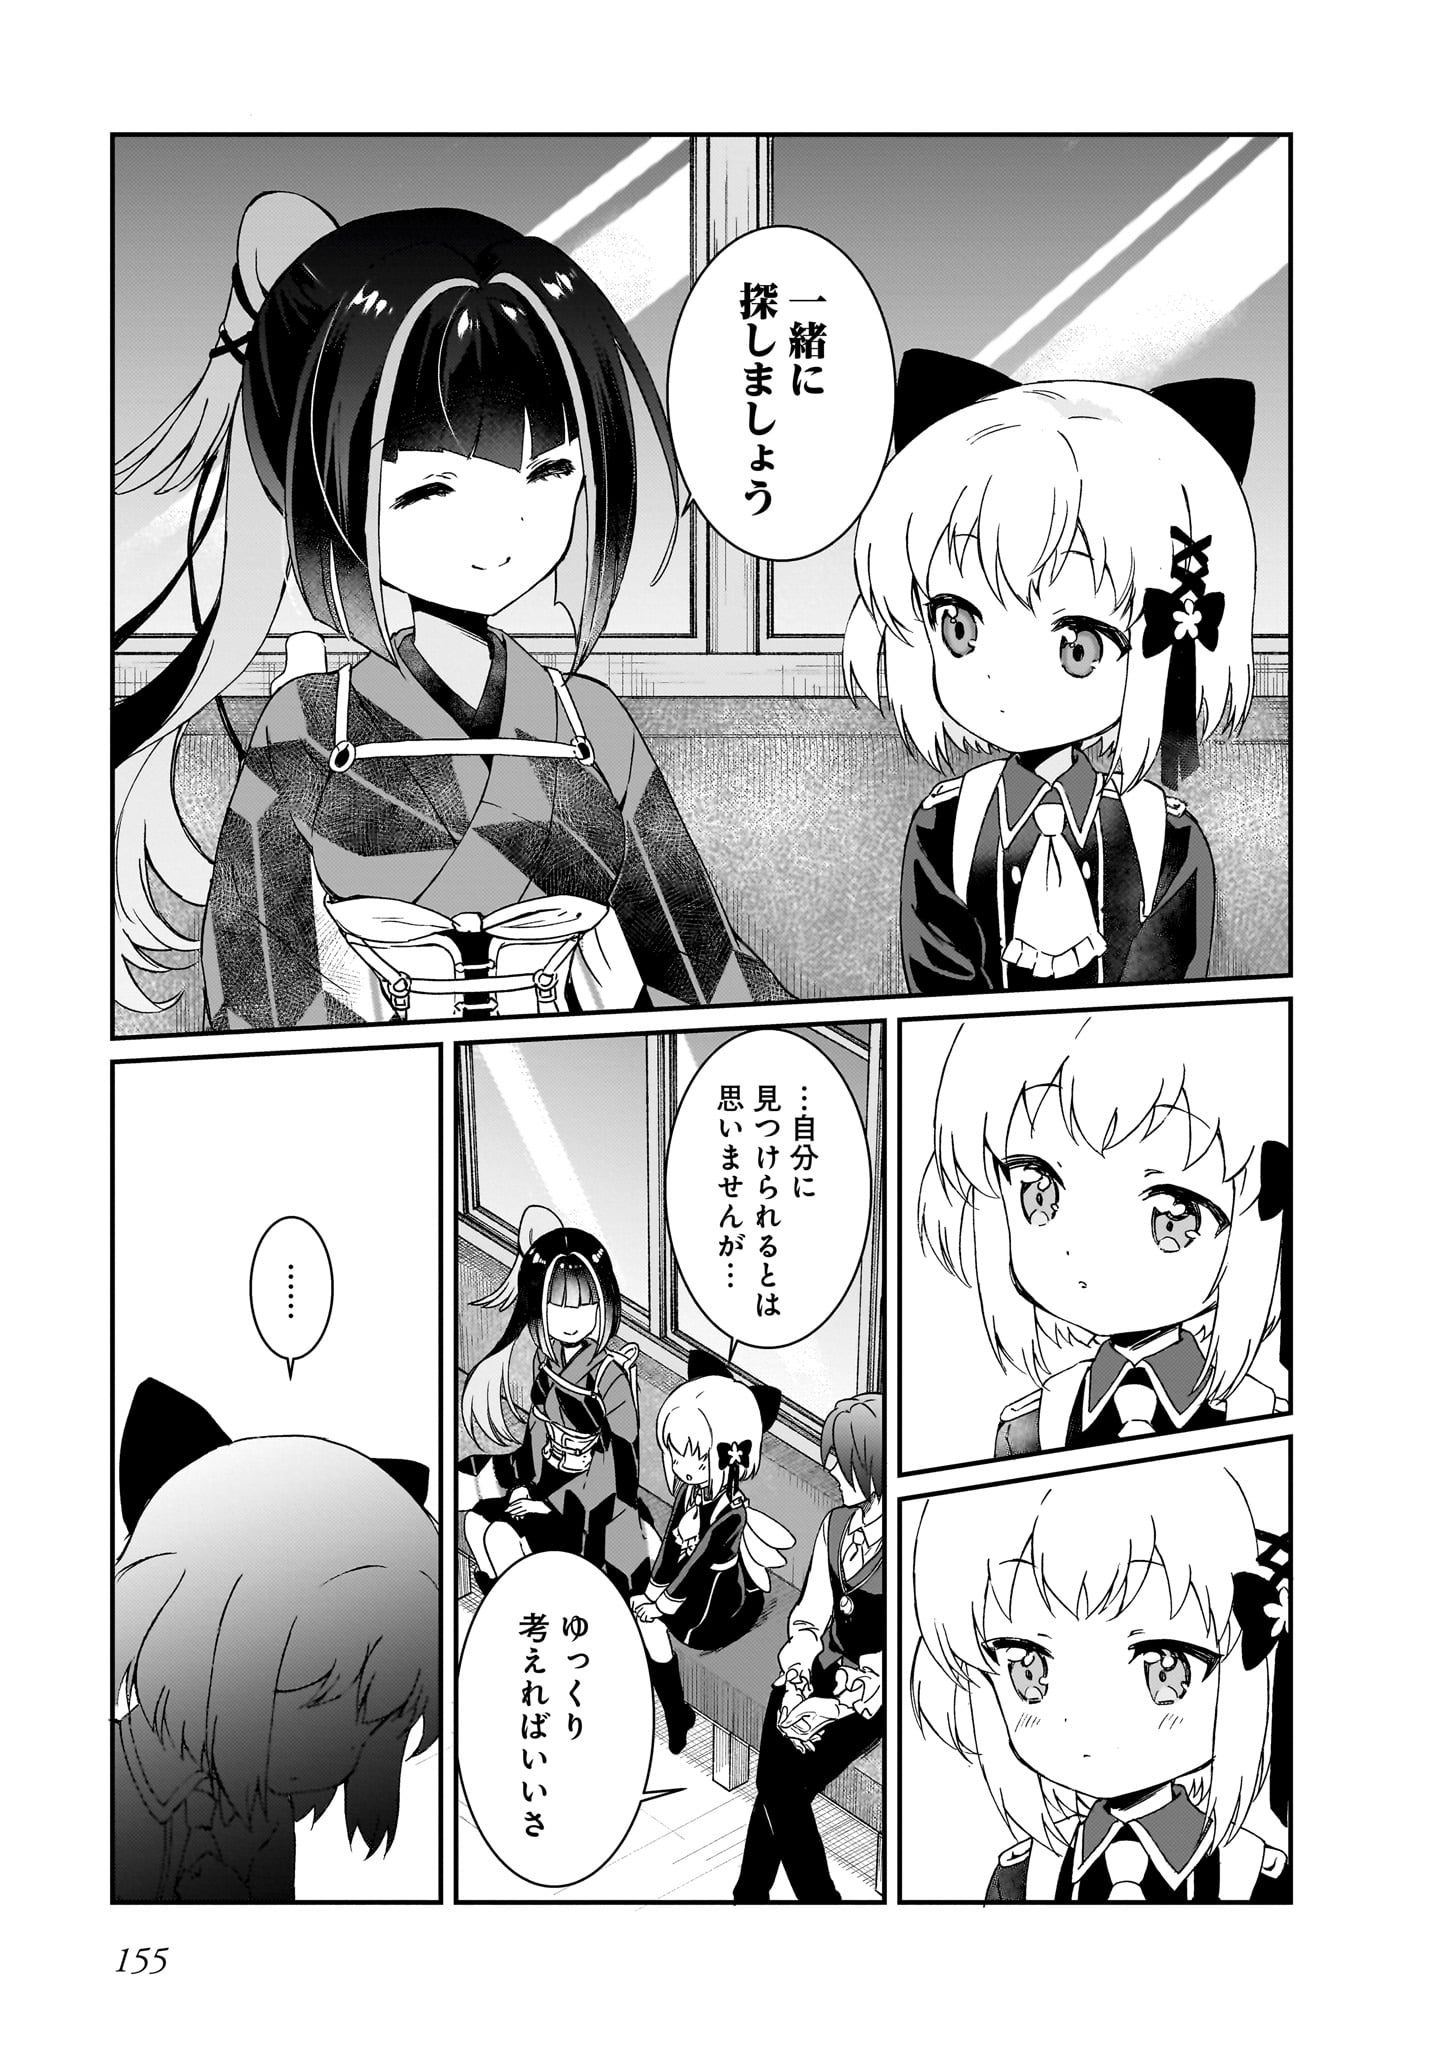 一緒に
探しましょう
…自分に
見つけられるとは
思いませんが…
ゆっくり
考えればいいさ
……
155